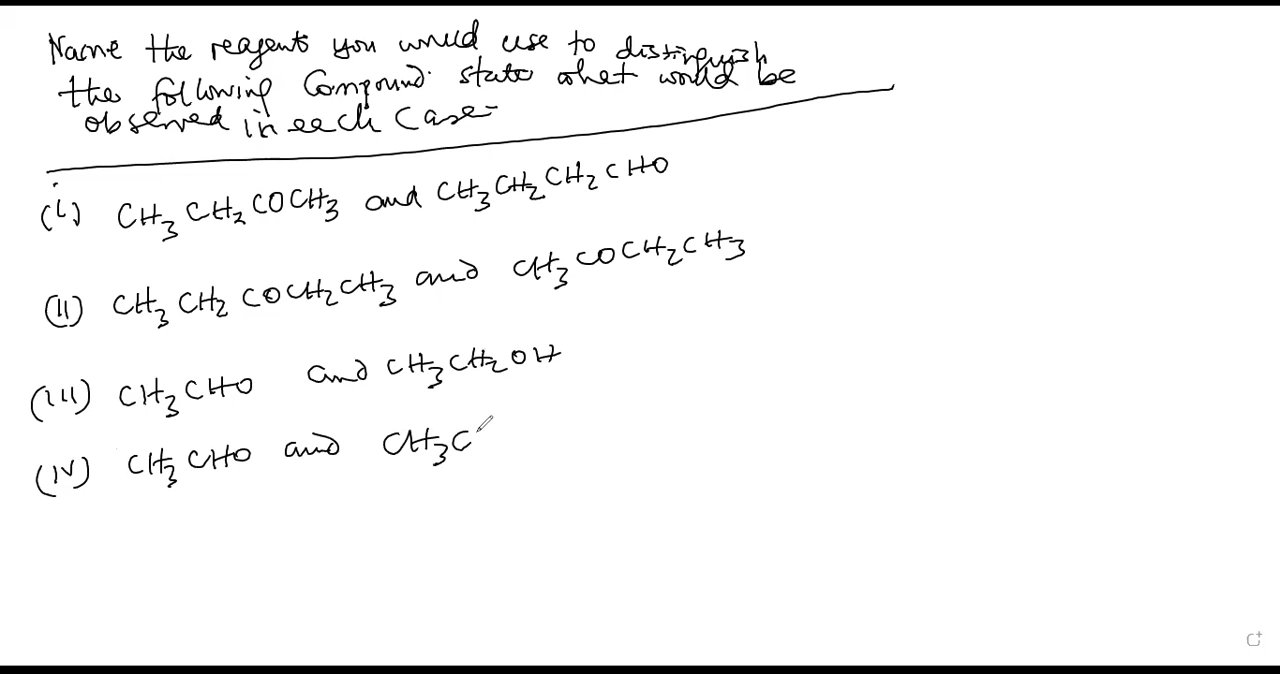 Name the reagents you would use to distinguish
the following Compound. state what would be
observed in each Case-
(i) CH₃CH₂COCH₃ and CH₃CH₂CH₂CHO
(II) CH₃CH₂COCH₂CH₃ and CH₃COCH₂CH₃
(III) CH₃CHO and CH₃CH₂OH
(IV) CH₃CHO and CH₃C